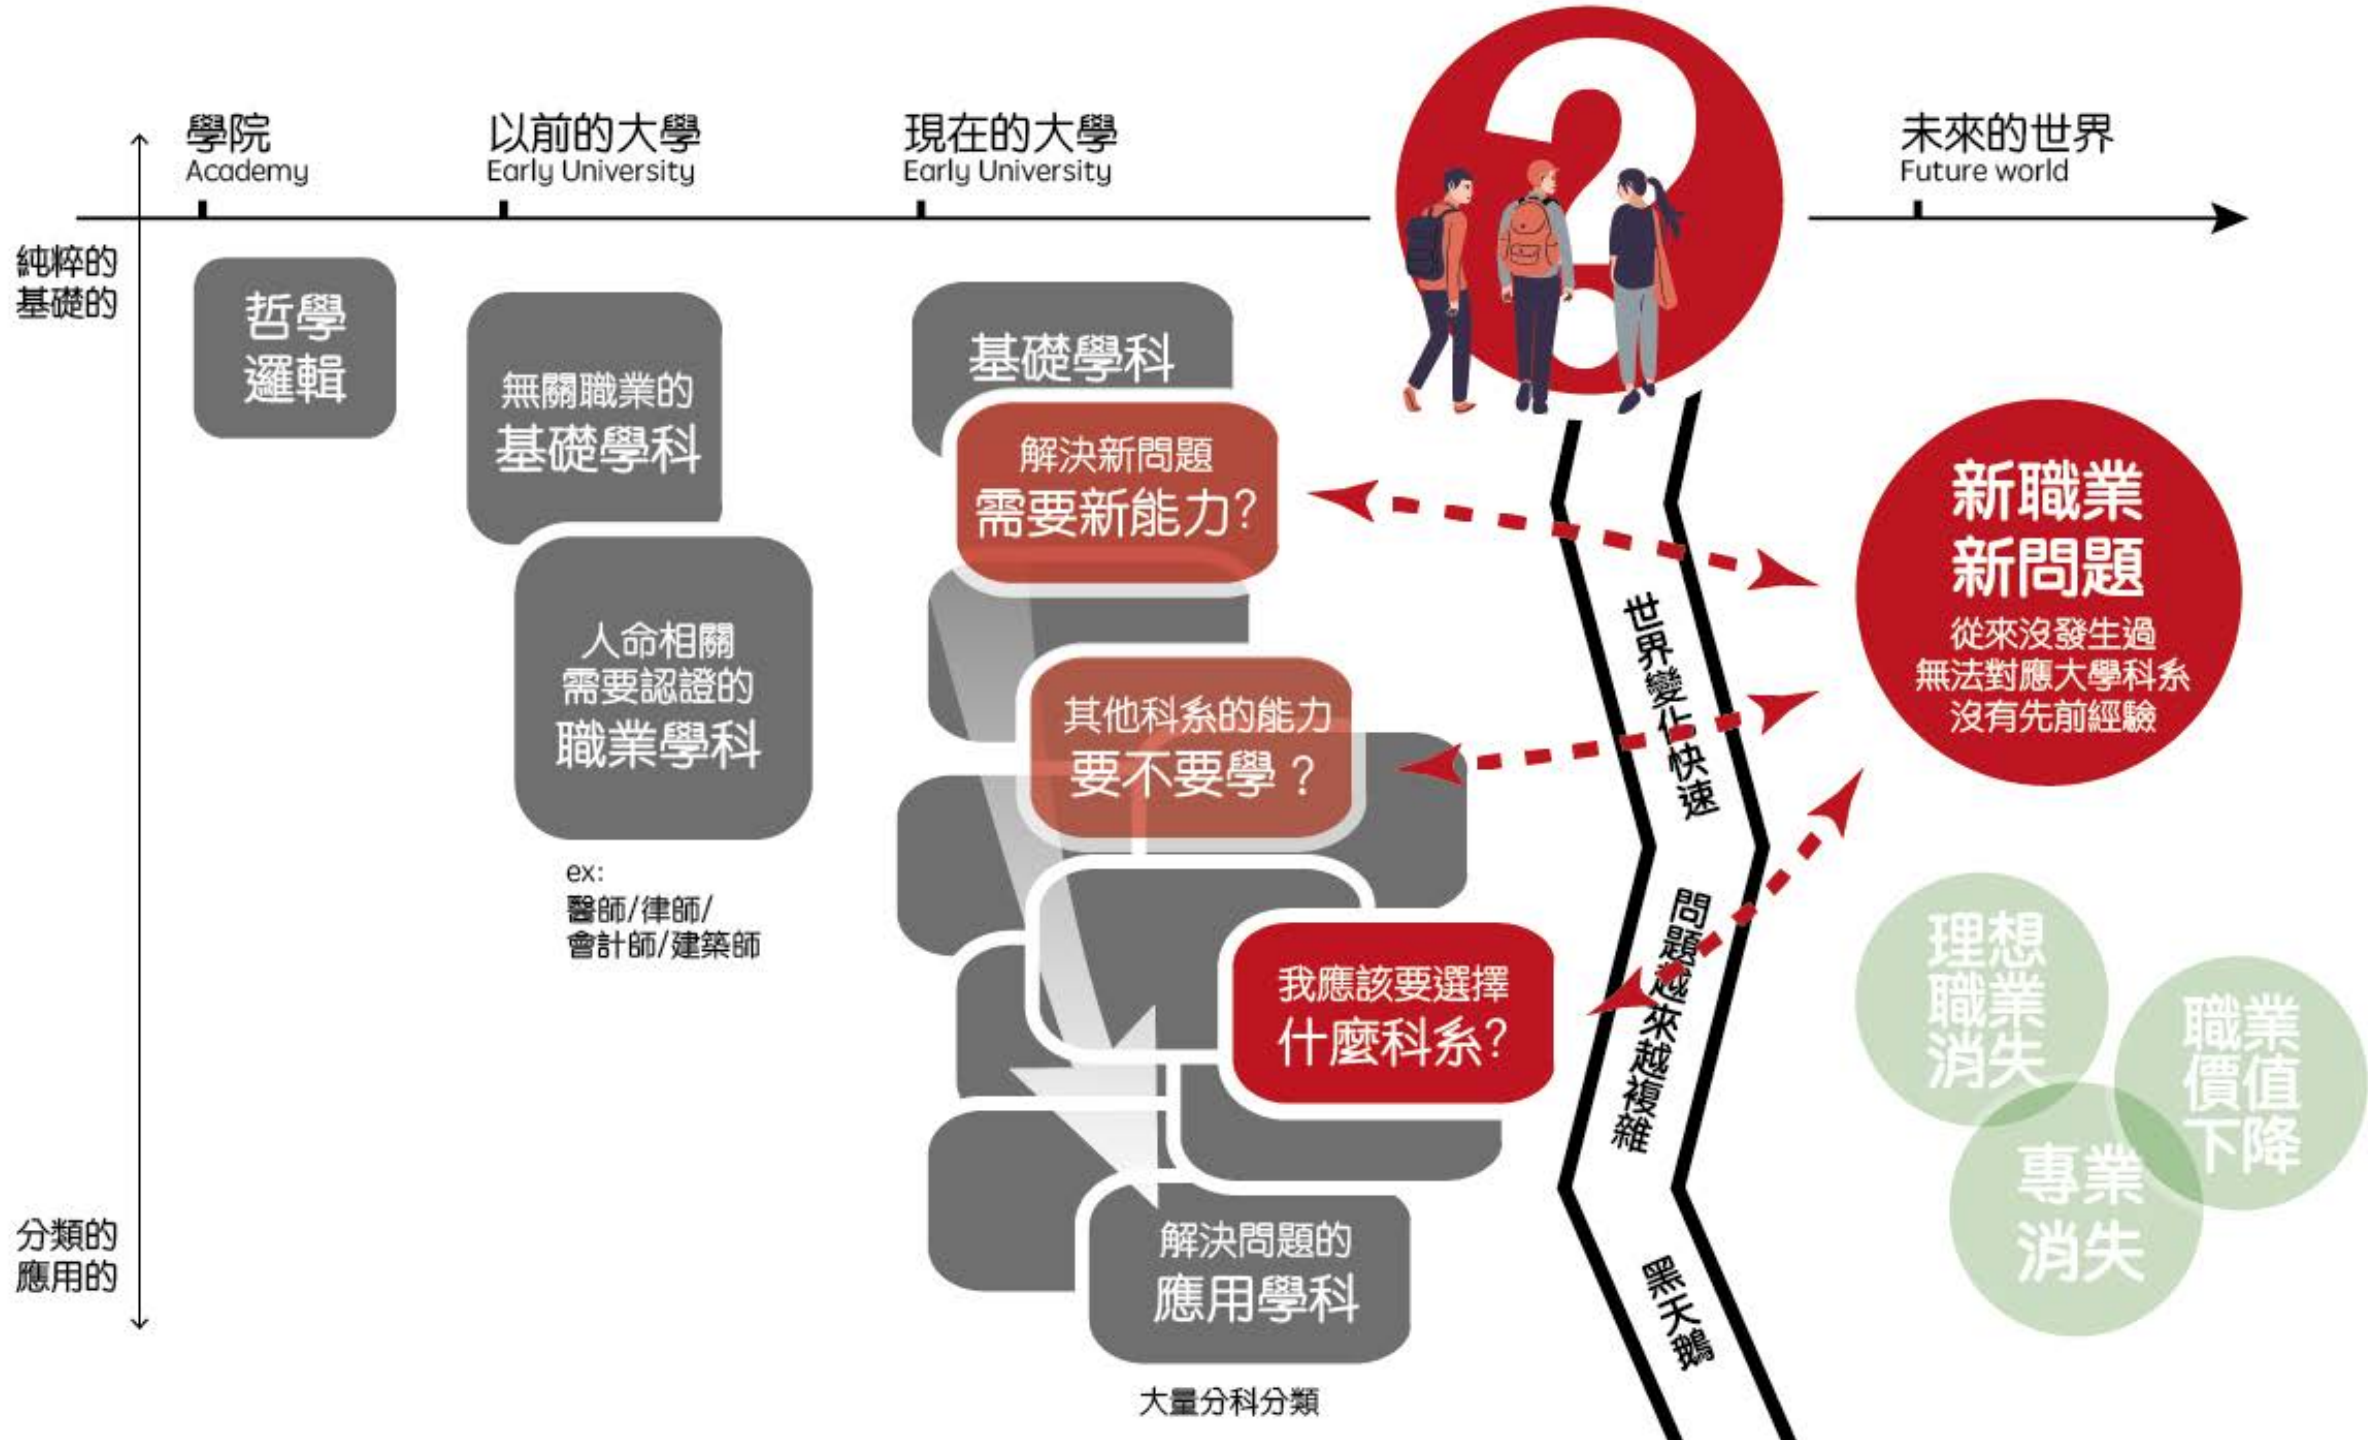 學院
Academy
以前的大學
Early University
現在的大學
Early University
?
未來的世界
Future world
純粹的
基礎的
分類的
應用的
哲學
邏輯
無關職業的
基礎學科
人命相關
需要認證的
職業學科
ex:
醫師/律師/
會計師/建築師
基礎學科
解決新問題
需要新能力?
其他科系的能力
要不要學？
我應該要選擇
什麼科系?
解決問題的
應用學科
大量分科分類
世界變化快速
問題越來越複雜
黑天鵝
新職業
新問題
從來沒發生過
無法對應大學科系
沒有先前經驗
理想
職業
消失
職業
價值
下降
專業
消失